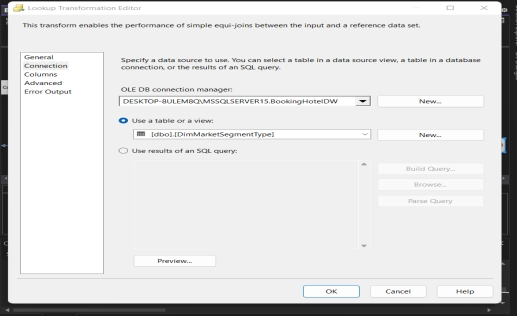 Lookup Transformation Editor
This transform enables the performance of simple equi-joins between the input and a reference data set.
General
Connection
Columns
Advanced
Error Output
Specify a data source to use. You can select a table in a data source view, a table in a database
connection, or the results of an SQL query.
OLE DB connection manager:
DESKTOP-8ULEM8Q\MSSQLSERVER15.BookingHotelDW
New...
Use a table or a view:
[dbo].[DimMarketSegmentType]
New...
Use results of an SQL query:
Build Query...
Browse...
Parse Query
Preview...
OK
Cancel
Help